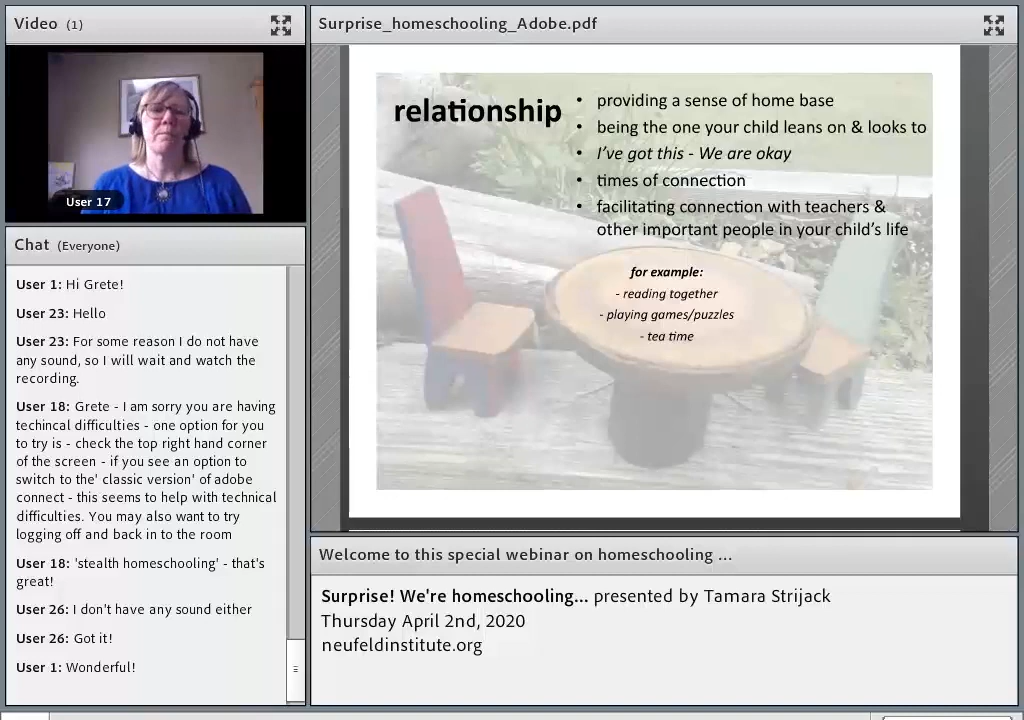 Video (1)
User 17
Chat (Everyone)
User 1: Hi Grete!
User 23: Hello
User 23: For some reason I do not have
any sound, so I will wait and watch the
recording.
User 18: Grete - I am sorry you are having
techincal difficulties - one option for you
to try is - check the top right hand corner
of the screen - if you see an option to
switch to the' classic version' of adobe
connect - this seems to help with technical
difficulties. You may also want to try
logging off and back in to the room
User 18: 'stealth homeschooling' - that's
great!
User 26: I don't have any sound either
User 26: Got it!
User 1: Wonderful!
Surprise_homeschooling_Adobe.pdf
relationship
• providing a sense of home base
• being the one your child leans on & looks to
• I've got this - We are okay
• times of connection
• facilitating connection with teachers &
other important people in your child's life
for example:
- reading together
- playing games/puzzles
- tea time
Welcome to this special webinar on homeschooling ...
Surprise! We're homeschooling... presented by Tamara Strijack
Thursday April 2nd, 2020
neufeldinstitute.org